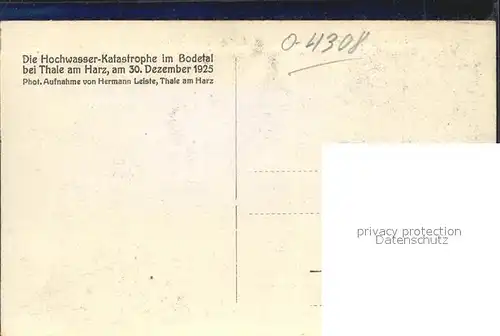 Die Hochwasser-Katastrophe im Bodetal
bei Thale am Harz, am 30. Dezember 1925
Phot. Aufnahme von Hermann Leiste, Thale am Harz
0-4308
privacy protection
Datenschutz